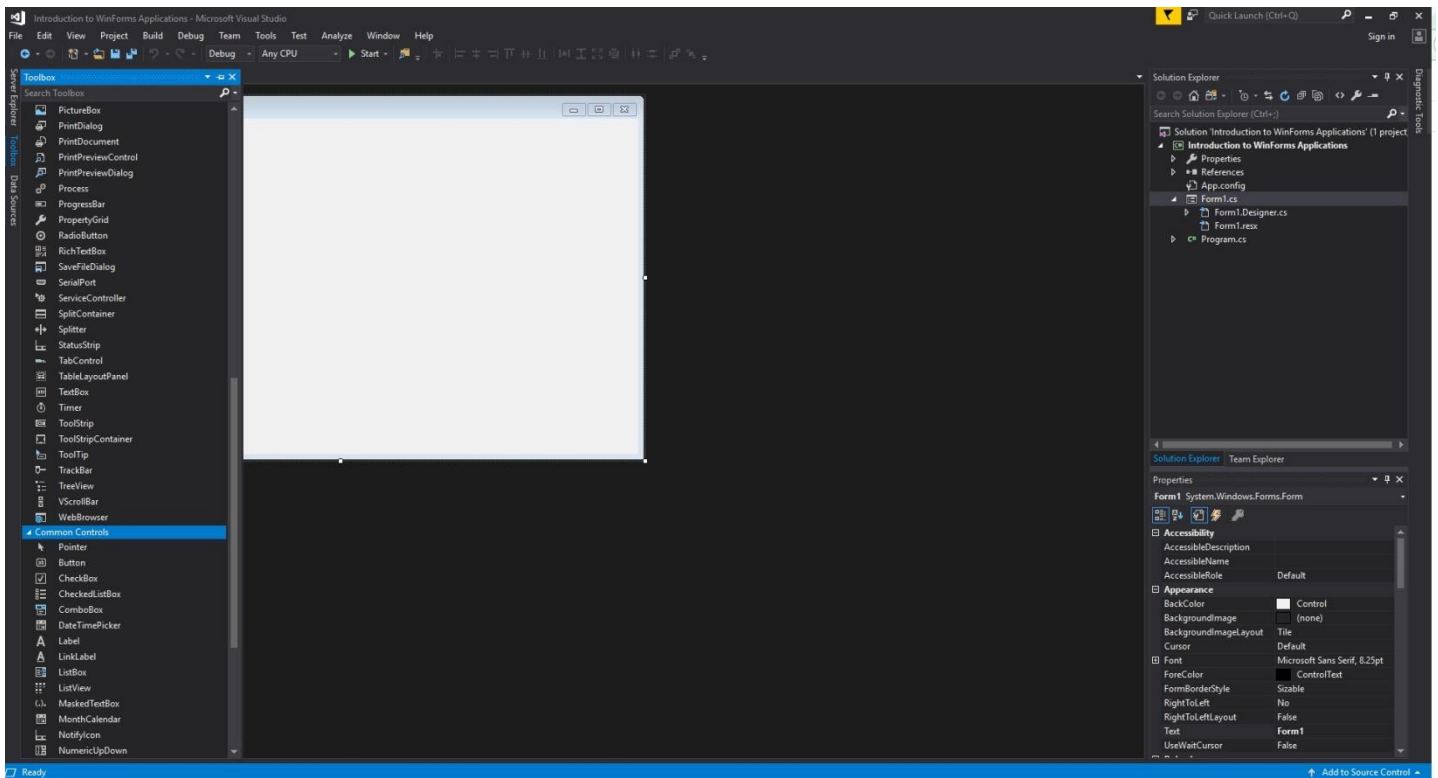 Introduction to WinForms Applications - Microsoft Visual Studio
Quick Launch (Ctrl+Q)
File Edit View Project Build Debug Team Tools Test Analyze Window Help
Sign in
Debug Any CPU Start
Server Explorer
Toolbox
Data Sources
Toolbox
Search Toolbox
PictureBox
PrintDialog
PrintDocument
PrintPreviewControl
PrintPreviewDialog
Process
ProgressBar
PropertyGrid
RadioButton
RichTextBox
SaveFileDialog
SerialPort
ServiceController
SplitContainer
Splitter
StatusStrip
TabControl
TableLayoutPanel
TextBox
Timer
ToolStrip
ToolStripContainer
ToolTip
TrackBar
TreeView
VScrollBar
WebBrowser
Common Controls
Pointer
Button
CheckBox
CheckedListBox
ComboBox
DateTimePicker
Label
LinkLabel
ListBox
ListView
MaskedTextBox
MonthCalendar
NotifyIcon
NumericUpDown
Solution Explorer
Search Solution Explorer (Ctrl+;)
Solution 'Introduction to WinForms Applications' (1 project
Introduction to WinForms Applications
Properties
References
App.config
Form1.cs
Form1.Designer.cs
Form1.resx
C# Program.cs
Solution Explorer Team Explorer
Properties
Form1 System.Windows.Forms.Form
Accessibility
AccessibleDescription
AccessibleName
AccessibleRole Default
Appearance
BackColor Control
BackgroundImage (none)
BackgroundImageLayout Tile
Cursor Default
Font Microsoft Sans Serif, 8.25pt
ForeColor ControlText
FormBorderStyle Sizable
RightToLeft No
RightToLeftLayout False
Text Form1
UseWaitCursor False
Diagnostic Tools
Ready
Add to Source Control